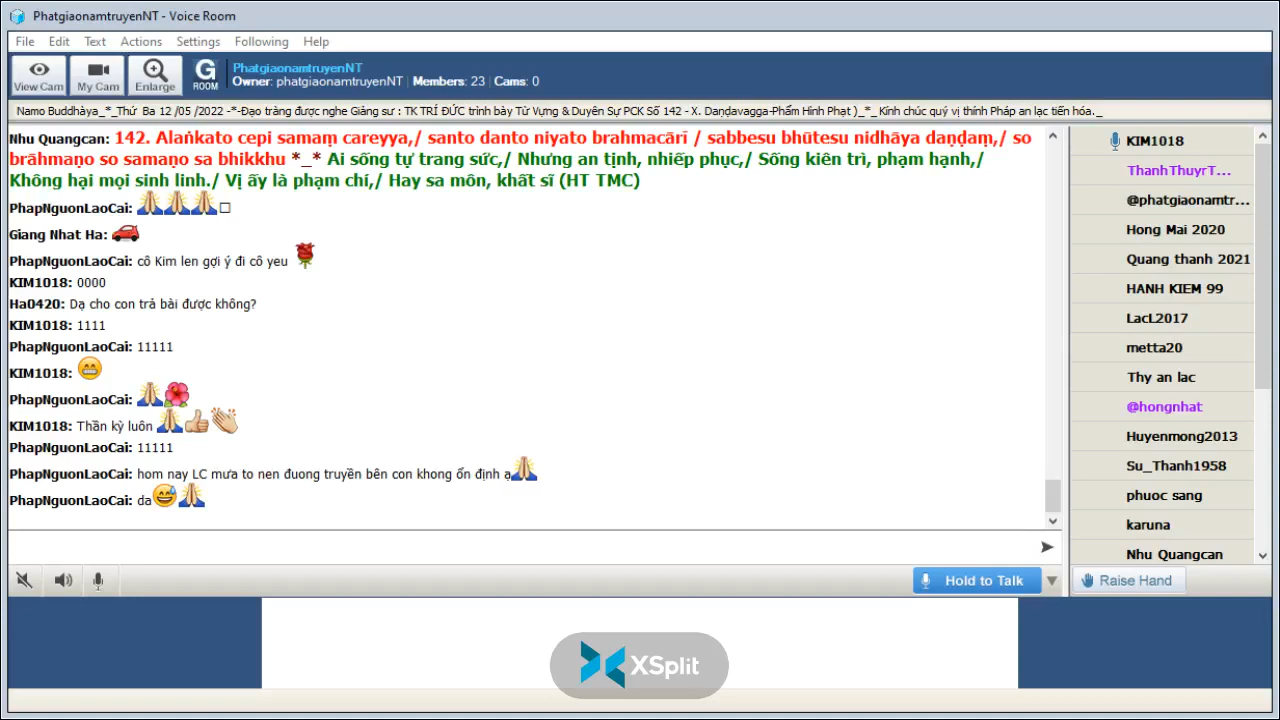 PhatgiaonamtruyenNT - Voice Room
File Edit Text Actions Settings Following Help
View Cam
My Cam
Enlarge
G ROOM
PhatgiaonamtruyenNT
Owner: phatgiaonamtruyenNT | Members: 23 | Cams: 0
Namo Buddhàya_*_Thứ Ba 12 /05 /2022 -*-Đạo tràng được nghe Giảng sư : TK TRÍ ĐỨC trình bày Từ Vựng & Duyên Sự PCK Số 142 - X. Daṇḍavagga-Phẩm Hình Phạt )_*_ Kính chúc quý vị thính Pháp an lạc tiến hóa._
Nhu Quangcan: 142. Alaṅkato cepi samaṃ careyya,/ santo danto niyato brahmacārī / sabbesu bhūtesu nidhāya daṇḍaṃ,/ so
brāhmaṇo so samaṇo sa bhikkhu *_* Ai sống tự trang sức,/ Nhưng an tịnh, nhiếp phục,/ Sống kiên trì, phạm hạnh,/
Không hại mọi sinh linh./ Vị ấy là phạm chí,/ Hay sa môn, khất sĩ (HT TMC)
PhapNguonLaoCai: 🙏🙏🙏□
Giang Nhat Ha: 🚗
PhapNguonLaoCai: cô Kim len gợi ý đi cô yeu 🌹
KIM1018: 0000
Ha0420: Dạ cho con trả bài được không?
KIM1018: 1111
PhapNguonLaoCai: 11111
KIM1018: 😁
PhapNguonLaoCai: 🙏🌺
KIM1018: Thần kỳ luôn 🙏👍👏
PhapNguonLaoCai: 11111
PhapNguonLaoCai: hom nay LC mưa to nen đuong truyền bên con khong ổn định ạ🙏
PhapNguonLaoCai: da😅🙏
Hold to Talk
KIM1018
ThanhThuyrT...
@phatgiaonamtr...
Hong Mai 2020
Quang thanh 2021
HANH KIEM 99
LacL2017
metta20
Thy an lac
@hongnhat
Huyenmong2013
Su_Thanh1958
phuoc sang
karuna
Nhu Quangcan
Raise Hand
XSplit